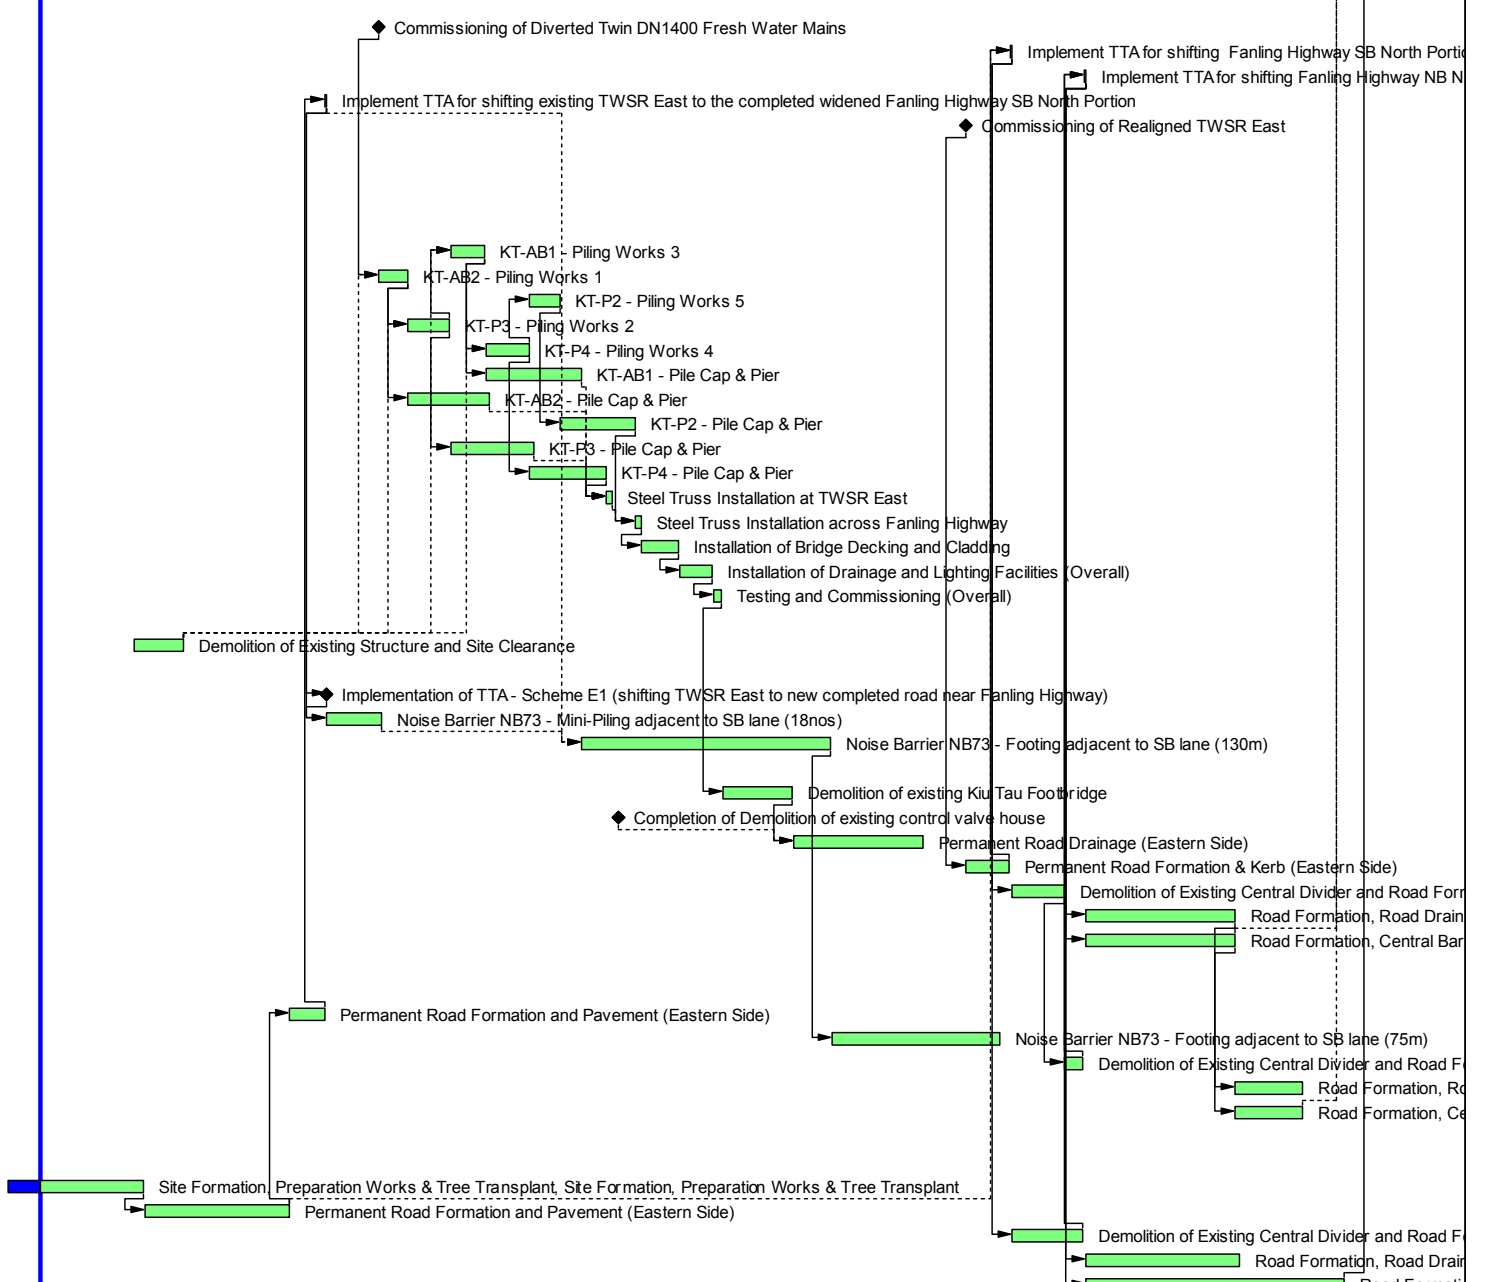 Commissioning of Diverted Twin DN1400 Fresh Water Mains
Implement TTA for shifting Fanling Highway SB North Portio
Implement TTA for shifting Fanling Highway NB N
Implement TTA for shifting existing TWSR East to the completed widened Fanling Highway SB North Portion
Commissioning of Realigned TWSR East
KT-AB1 - Piling Works 3
KT-AB2 - Piling Works 1
KT-P2 - Piling Works 5
KT-P3 - Piling Works 2
KT-P4 - Piling Works 4
KT-AB1 - Pile Cap & Pier
KT-AB2 - Pile Cap & Pier
KT-P2 - Pile Cap & Pier
KT-P3 - Pile Cap & Pier
KT-P4 - Pile Cap & Pier
Steel Truss Installation at TWSR East
Steel Truss Installation across Fanling Highway
Installation of Bridge Decking and Cladding
Installation of Drainage and Lighting Facilities (Overall)
Testing and Commissioning (Overall)
Demolition of Existing Structure and Site Clearance
Implementation of TTA - Scheme E1 (shifting TWSR East to new completed road near Fanling Highway)
Noise Barrier NB73 - Mini-Piling adjacent to SB lane (18nos)
Noise Barrier NB73 - Footing adjacent to SB lane (130m)
Demolition of existing Kiu Tau Footbridge
Completion of Demolition of existing control valve house
Permanent Road Drainage (Eastern Side)
Permanent Road Formation & Kerb (Eastern Side)
Demolition of Existing Central Divider and Road Forr
Road Formation, Road Drain
Road Formation, Central Bar
Permanent Road Formation and Pavement (Eastern Side)
Noise Barrier NB73 - Footing adjacent to SB lane (75m)
Demolition of Existing Central Divider and Road F
Road Formation, Ro
Road Formation, Ce
Site Formation, Preparation Works & Tree Transplant, Site Formation, Preparation Works & Tree Transplant
Permanent Road Formation and Pavement (Eastern Side)
Demolition of Existing Central Divider and Road F
Road Formation, Road Drair